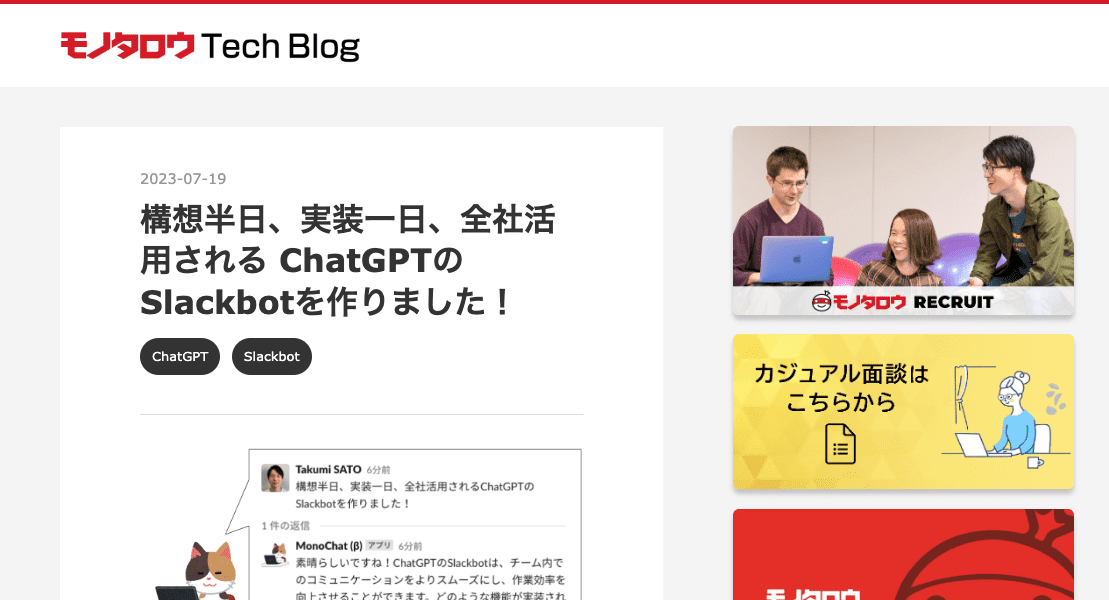 モノタロウ Tech Blog
2023-07-19
構想半日、実装一日、全社活
用される ChatGPTの
Slackbotを作りました！
ChatGPT Slackbot
Takumi SATO 6分前
構想半日、実装一日、全社活用されるChatGPTの
Slackbotを作りました！
1 件の返信
MonoChat (β) アプリ 6分前
素晴らしいですね！ChatGPTのSlackbotは、チーム内で
のコミュニケーションをよりスムーズにし、作業効率を
向上させることができます。どのような機能が実装され
モノタロウ RECRUIT
カジュアル面談は
こちらから
モノタロウ